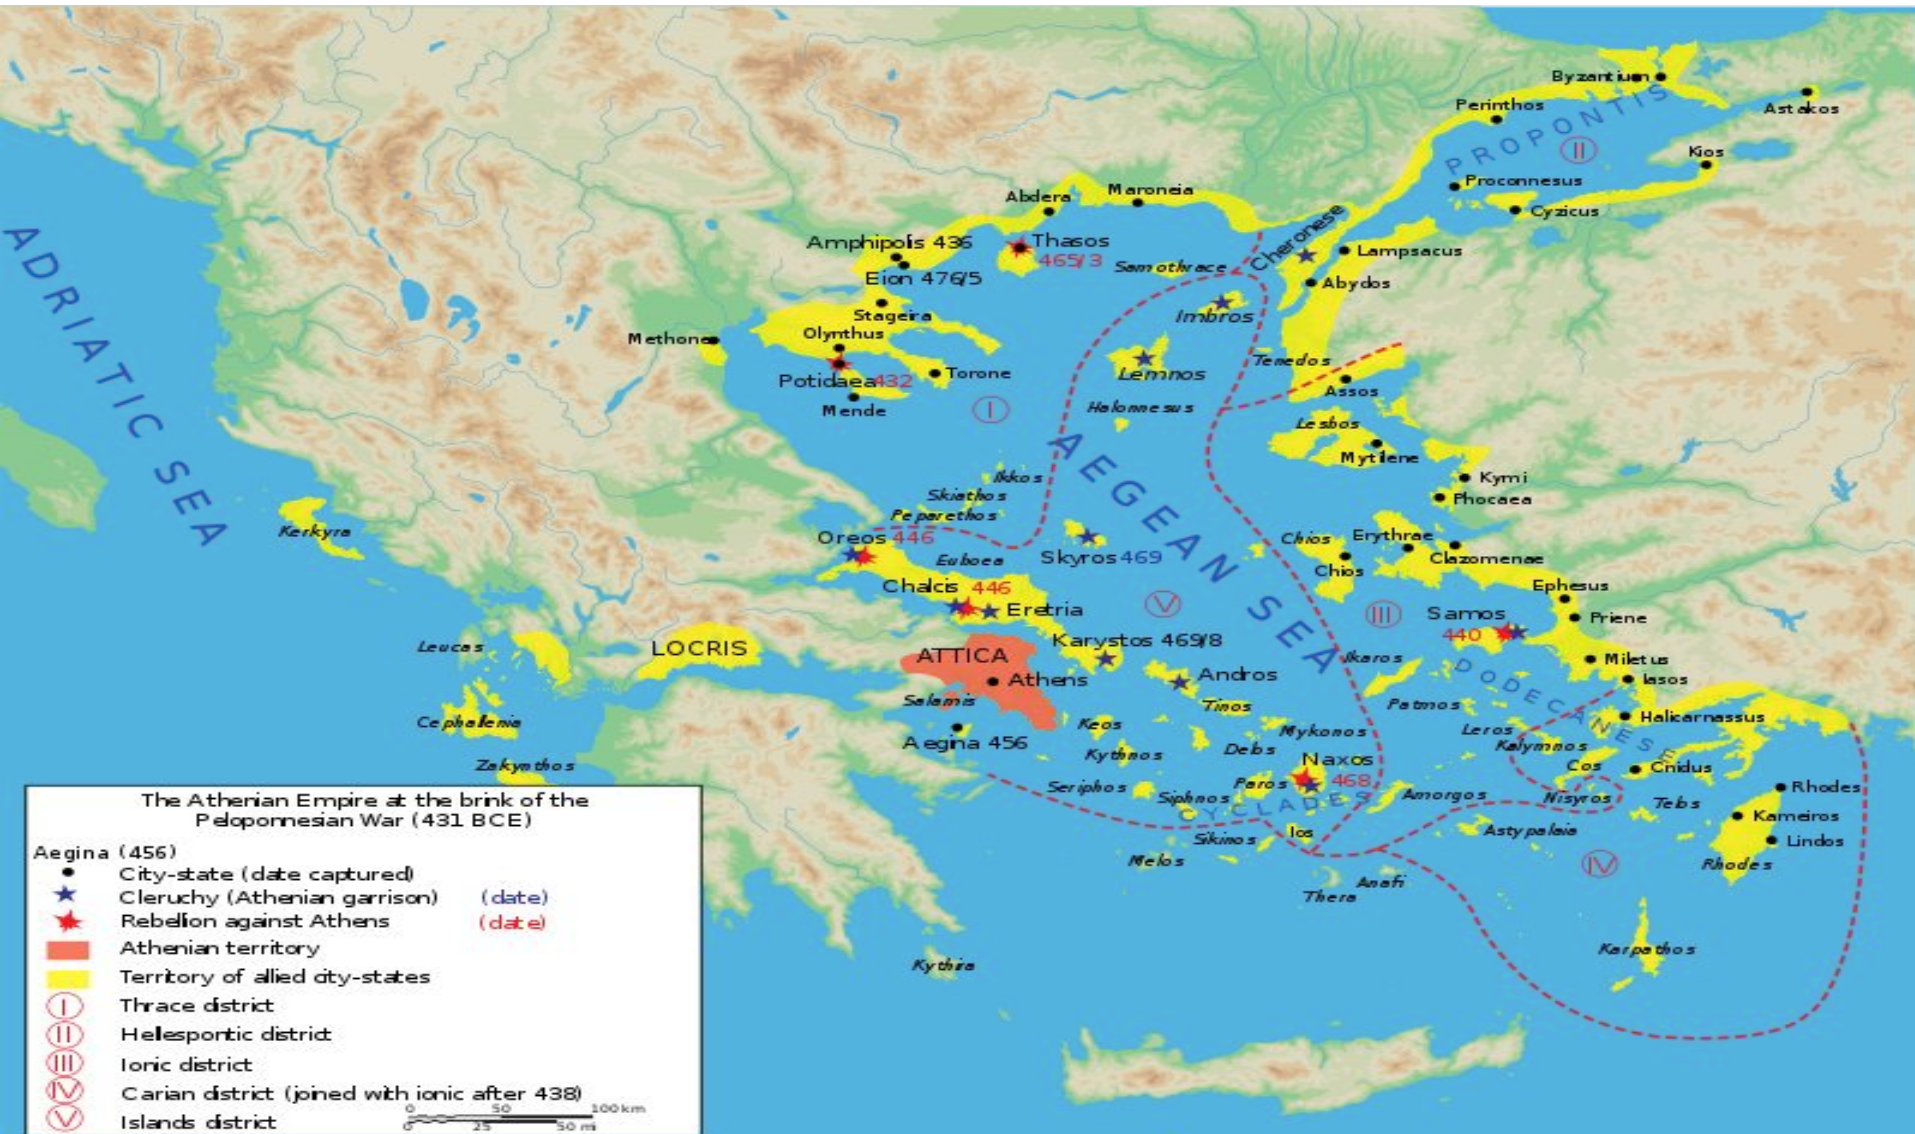 Byzantium
Astakos
Perinthos
PROPONTIS
II
Kios
Proconnesus
Cyzicus
Abdera
Maroneia
Amphipolis 436
Thasos
465/3
Eion 476/5
Samothrace
Cheronese
Lampsacus
Abydos
Stageira
Imbros
Olynthus
Methone
Potidaea 432
Torone
Mende
I
Lemnos
Tenedos
Assos
Halonnesus
Lesbos
Mytilene
ADRIATIC SEA
AEGEAN SEA
Kymi
Phocaea
Ikkos
Skiathos
Peparethos
Kerkyra
Oreos 446
Euboea
Skyros 469
Chios
Erythrae
Clazomenae
Chios
Chalcis 446
Eretria
V
III
Ephesus
Priene
Samos
440
Leucas
LOCRIS
ATTICA
Athens
Karystos 469/8
Andros
Ikaros
DODECANESE
Miletus
Iasos
Salamis
Tinos
Patmos
Halicarnassus
Cephallenia
Aegina 456
Keos
Kythnos
Mykonos
Delos
Leros
Kalymnos
Cos
Cnidus
Zakynthos
Naxos
468
Seriphos
Siphnos
Paros
CYCLADES
Amorgos
Nisyros
Telos
Rhodes
Kameiros
Lindos
Rhodes
Sikinos
Ios
Astypalaia
Melos
Thera
Anafi
IV
Karpathos
Kythira
The Athenian Empire at the brink of the
Peloponnesian War (431 BCE)
Aegina (456)
City-state (date captured)
Cleruchy (Athenian garrison) (date)
Rebellion against Athens (date)
Athenian territory
Territory of allied city-states
I Thrace district
II Hellespontic district
III Ionic district
IV Carian district (joined with ionic after 438)
V Islands district
0 50 100 km
0 25 50 mi